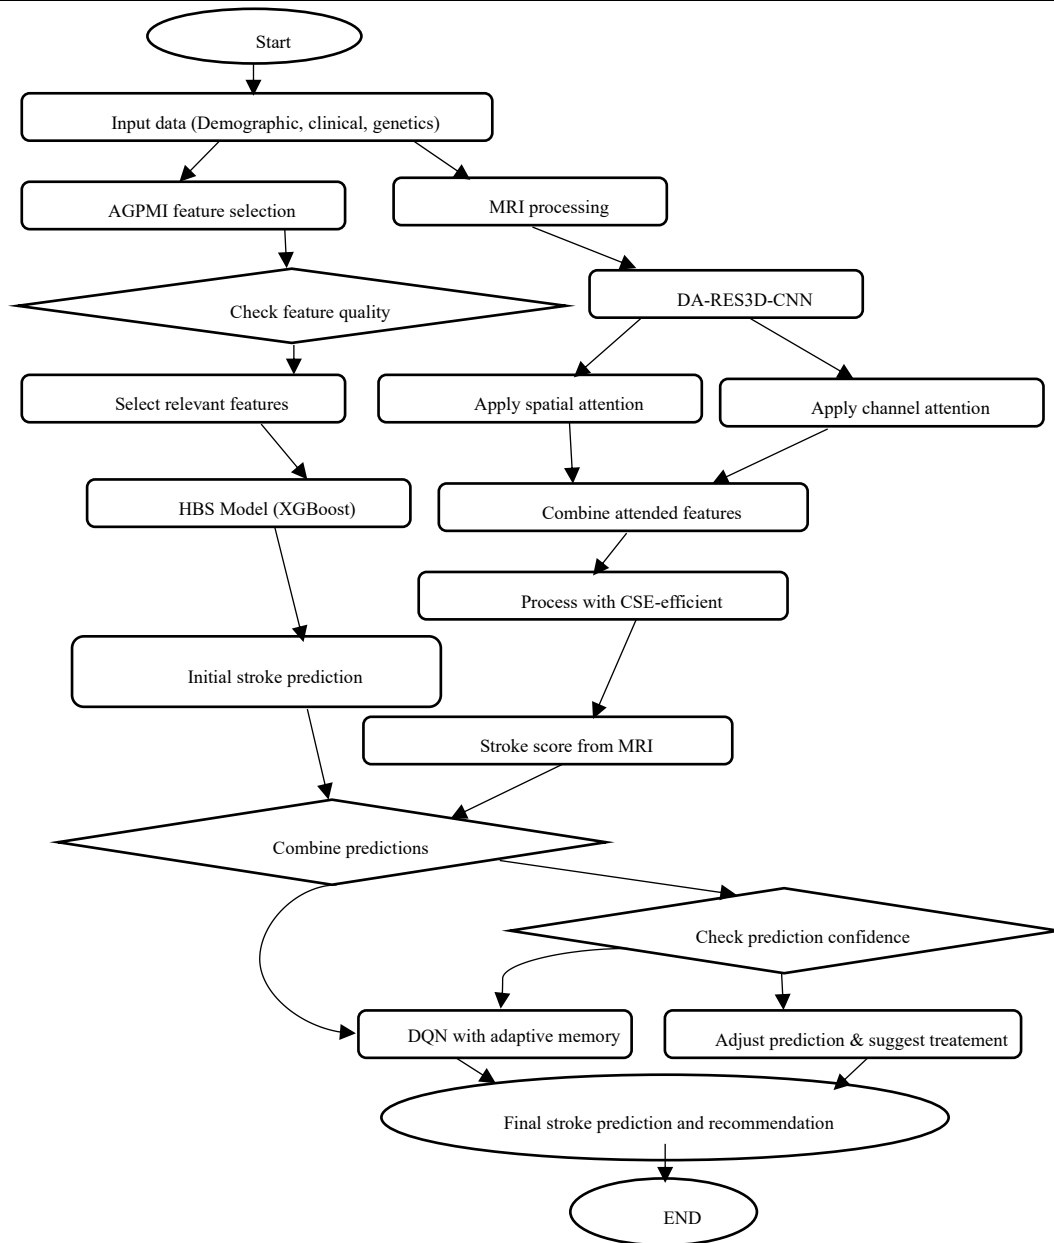 Start
Input data (Demographic, clinical, genetics)
AGPMI feature selection
MRI processing
DA-RES3D-CNN
Check feature quality
Select relevant features
Apply spatial attention
Apply channel attention
HBS Model (XGBoost)
Combine attended features
Process with CSE-efficient
Initial stroke prediction
Stroke score from MRI
Combine predictions
Check prediction confidence
DQN with adaptive memory
Adjust prediction & suggest treatement
Final stroke prediction and recommendation
END